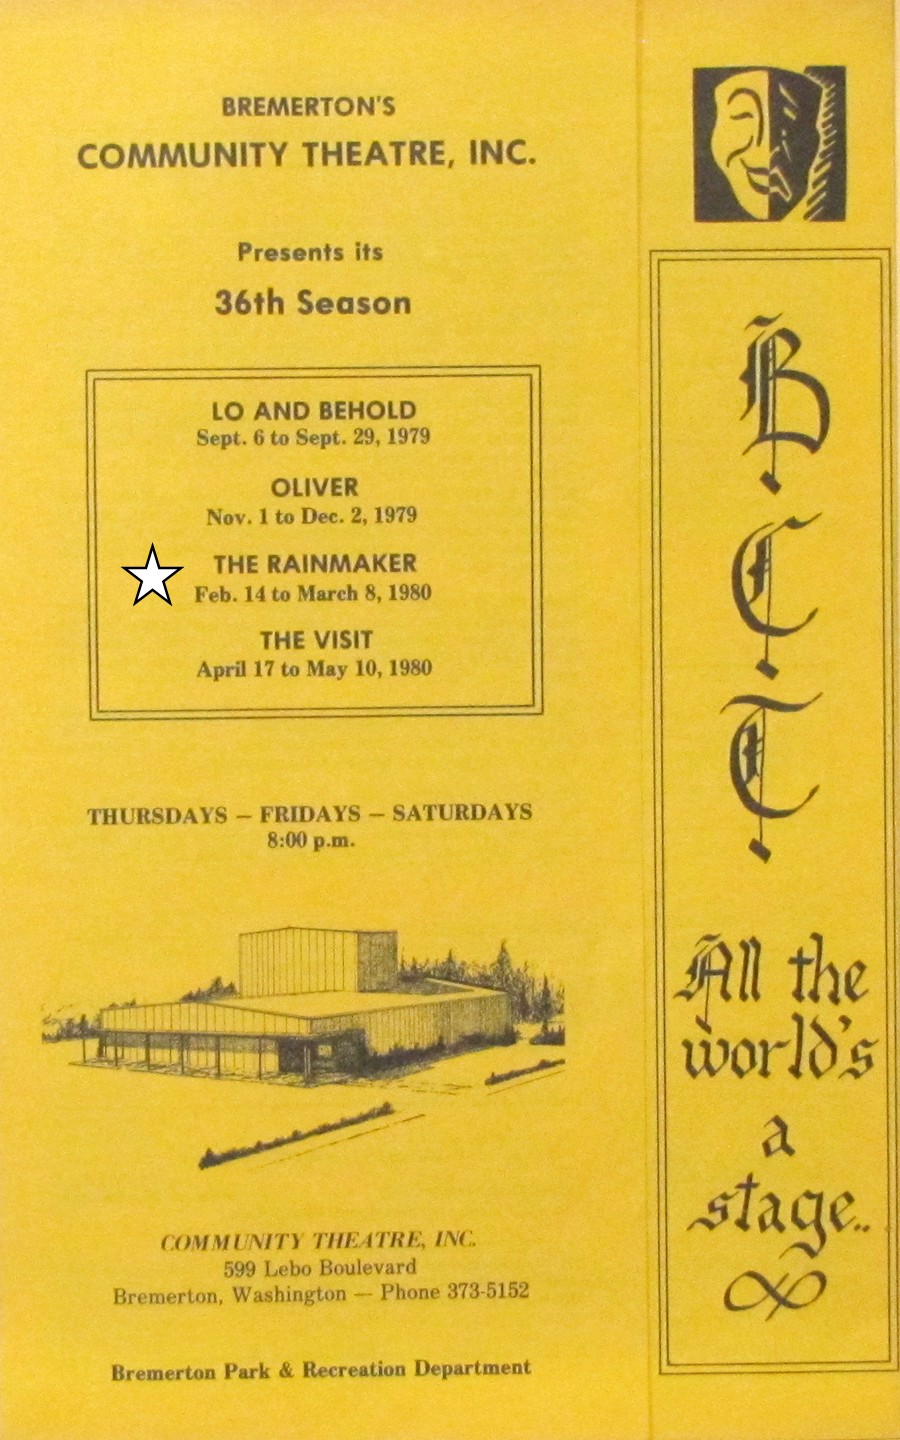 BREMERTON'S
COMMUNITY THEATRE, INC.
Presents its
36th Season
LO AND BEHOLD
Sept. 6 to Sept. 29, 1979
OLIVER
Nov. 1 to Dec. 2, 1979
THE RAINMAKER
Feb. 14 to March 8, 1980
THE VISIT
April 17 to May 10, 1980
THURSDAYS — FRIDAYS — SATURDAYS
8:00 p.m.
COMMUNITY THEATRE, INC.
599 Lebo Boulevard
Bremerton, Washington — Phone 373-5152
Bremerton Park & Recreation Department
B.
C.
T.
All the
world's
a
stage..